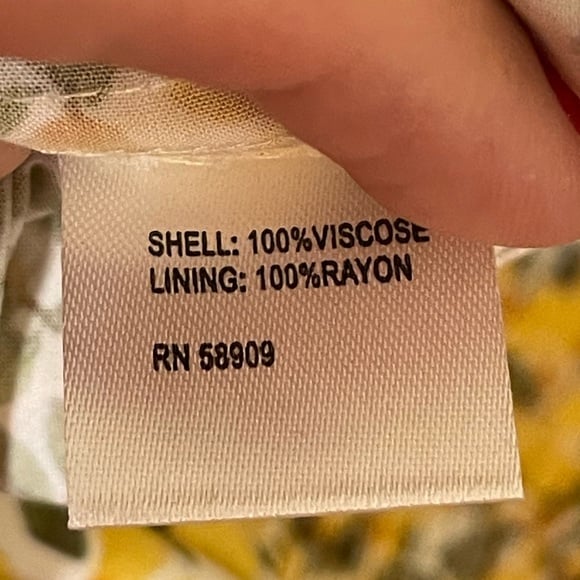 SHELL: 100%VISCOSE
LINING: 100%RAYON
RN 58909